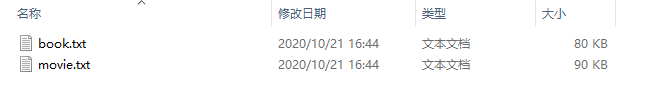 名称 修改日期 类型 大小
book.txt 2020/10/21 16:44 文本文档 80 KB
movie.txt 2020/10/21 16:44 文本文档 90 KB